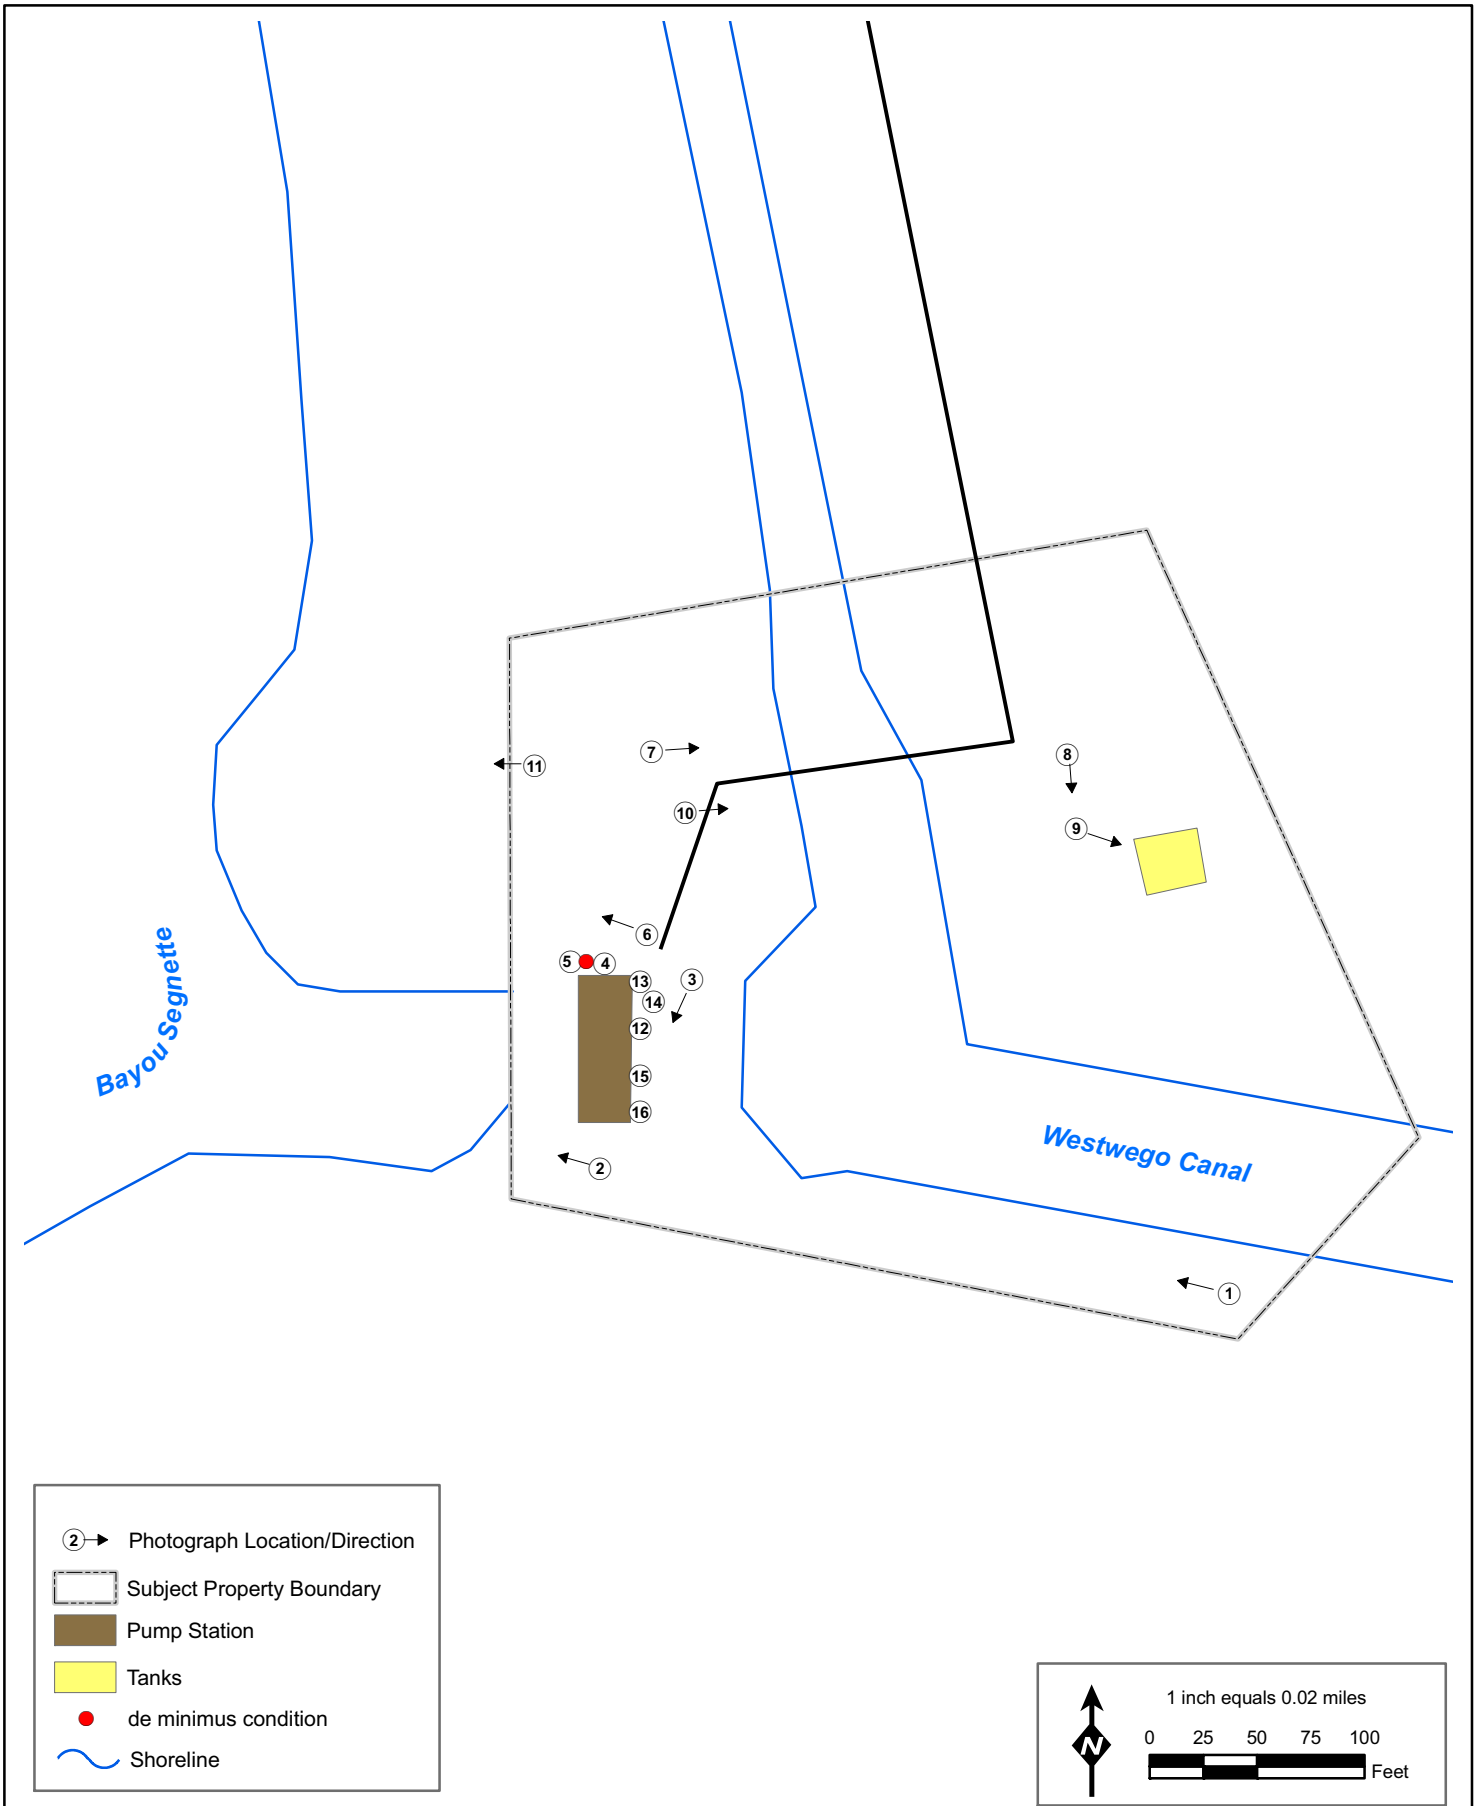 7
11
8
10
9
6
5
4
3
13
14
12
15
16
2
1
Bayou Segnette
Westwego Canal
2 Photograph Location/Direction
Subject Property Boundary
Pump Station
Tanks
de minimus condition
Shoreline
N
1 inch equals 0.02 miles
0 25 50 75 100
Feet